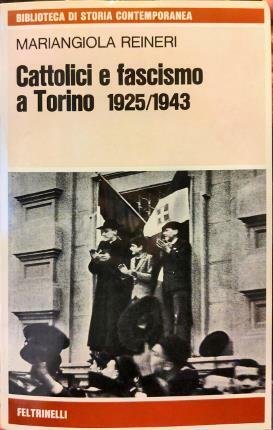 BIBLIOTECA DI STORIA CONTEMPORANEA
MARIANGIOLA REINERI
Cattolici e fascismo
a Torino 1925/1943
FELTRINELLI